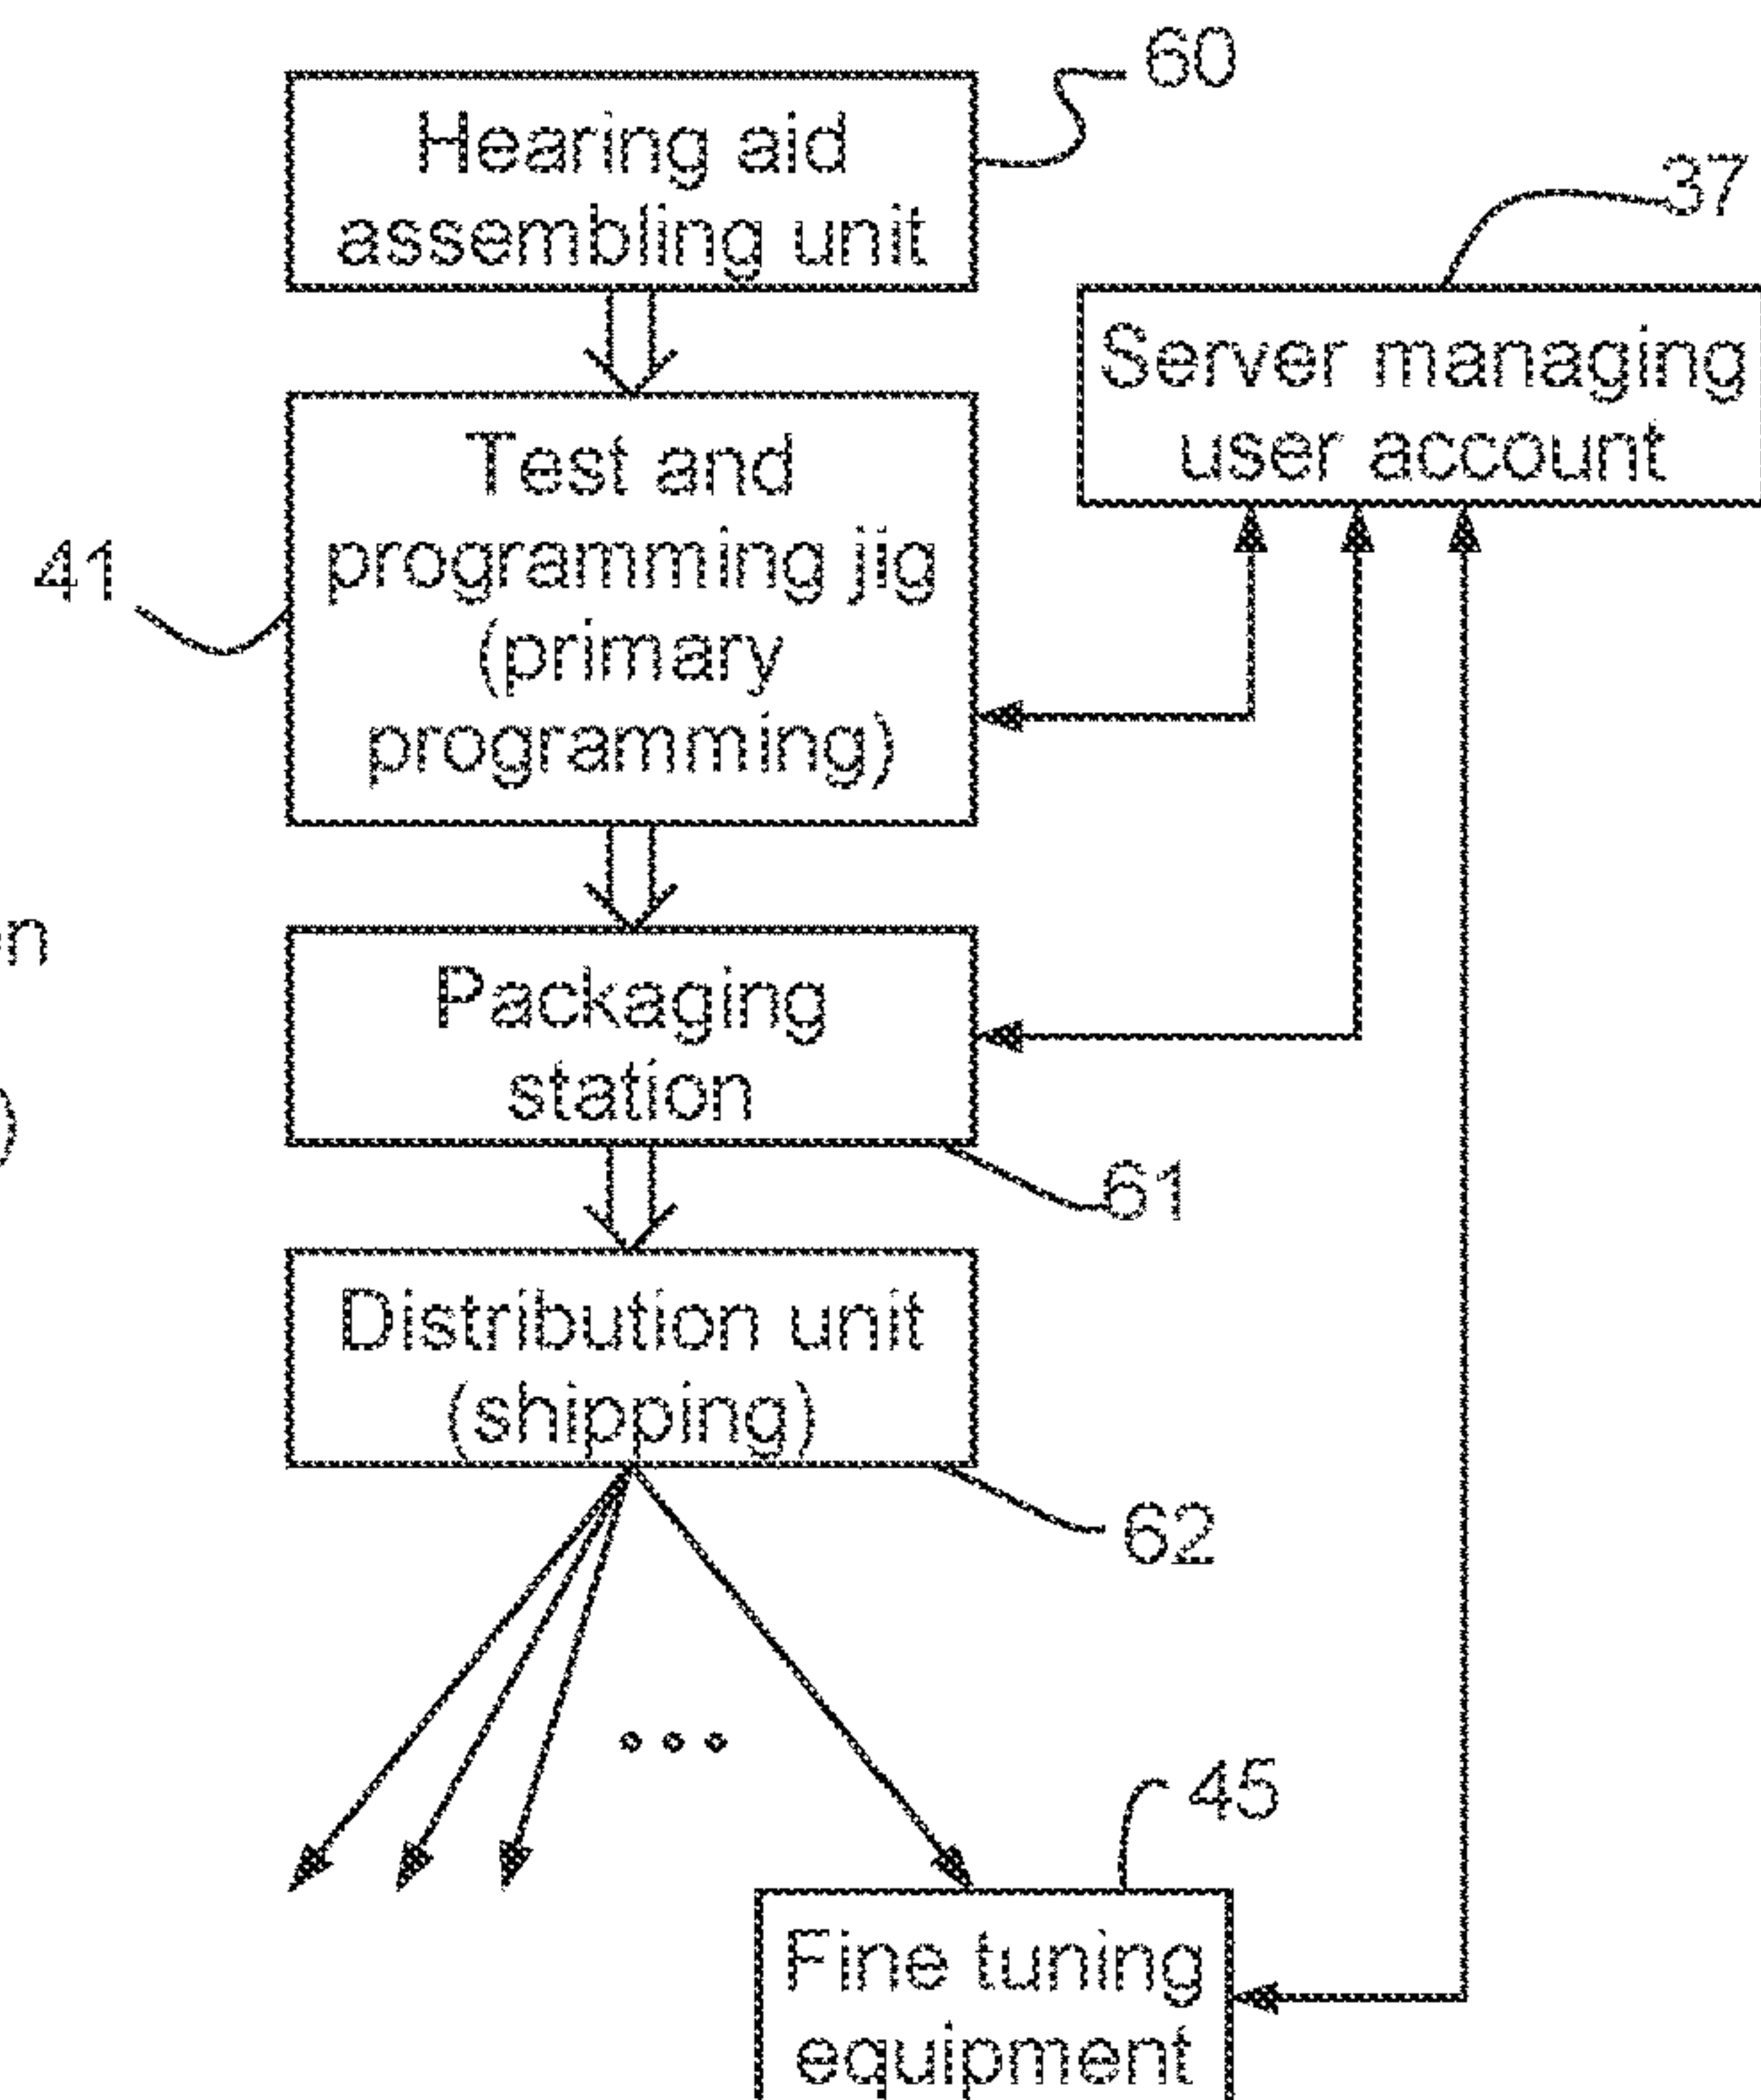 60
Hearing aid
assembling unit
37
Server managing
user account
Test and
programming jig
(primary
programming)
41
n
)
Packaging
station
61
Distribution unit
(shipping)
62
45
Fine tuning
equipment